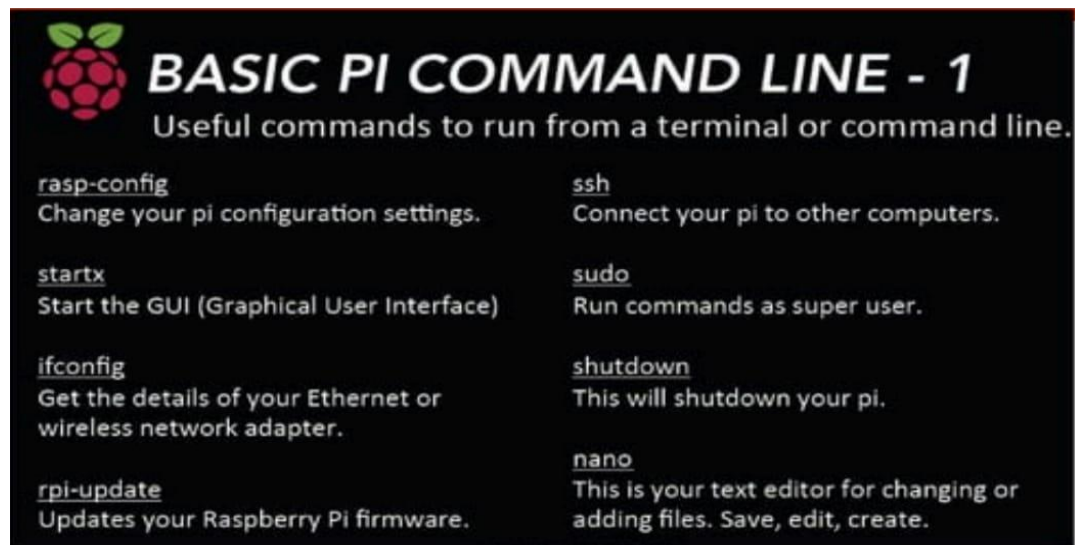 BASIC PI COMMAND LINE - 1
Useful commands to run from a terminal or command line.
rasp-config
Change your pi configuration settings.
startx
Start the GUI (Graphical User Interface)
ifconfig
Get the details of your Ethernet or
wireless network adapter.
rpi-update
Updates your Raspberry Pi firmware.
ssh
Connect your pi to other computers.
sudo
Run commands as super user.
shutdown
This will shutdown your pi.
nano
This is your text editor for changing or
adding files. Save, edit, create.